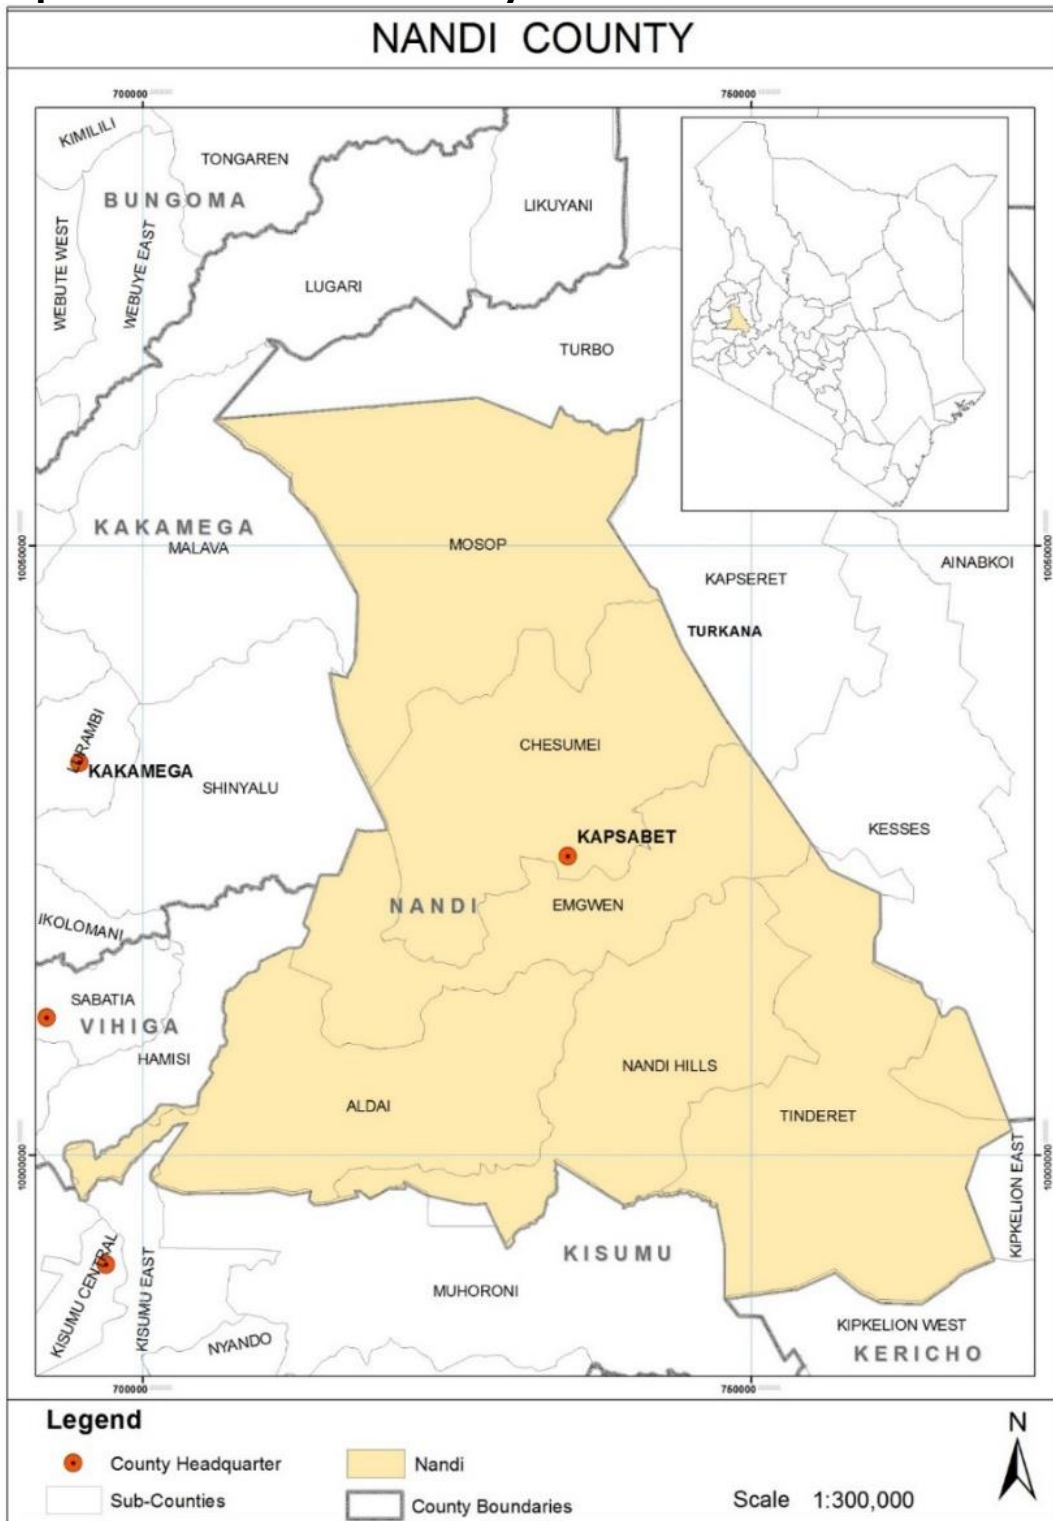 NANDI COUNTY
700000
750000
KIMILILI
TONGAREN
BUNGOMA
LIKUYANI
WEBUTE WEST
WEBUYE EAST
LUGARI
TURBO
KAKAMEGA
MALAVA
MOSOP
10050000
10050000
AINABKOI
KAPSERET
TURKANA
LURAMBI
KAKAMEGA
SHINYALU
CHESUMEI
KESSES
KAPSABET
NANDI
EMGWEN
IKOLOMANI
SABATIA
VIHIGA
HAMISI
NANDI HILLS
ALDAI
TINDERET
10000000
10000000
KIPKELION EAST
KISUMU
KISUMU CENTRAL
KISUMU EAST
MUHORONI
NYANDO
KIPKELION WEST
KERICHO
700000
750000
Legend
County Headquarter
Nandi
Sub-Counties
County Boundaries
Scale 1:300,000
N